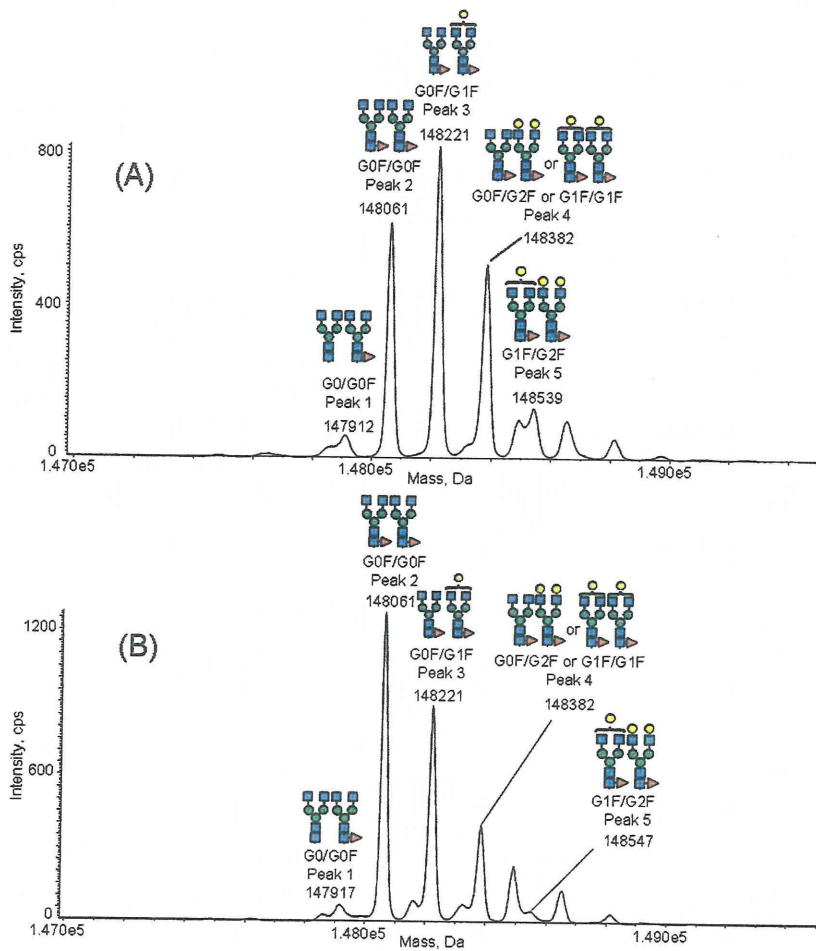 G0F/G1F
Peak 3
148221
G0F/G0F
Peak 2
148061
or
G0F/G2F or G1F/G1F
Peak 4
148382
(A)
800
400
0
Intensity, cps
G0/G0F
Peak 1
147912
G1F/G2F
Peak 5
148539
1.470e5
1.480e5
1.490e5
Mass, Da
G0F/G0F
Peak 2
148061
G0F/G1F
Peak 3
148221
or
G0F/G2F or G1F/G1F
Peak 4
148382
(B)
1200
600
0
Intensity, cps
G0/G0F
Peak 1
147917
G1F/G2F
Peak 5
148547
1.470e5
1.480e5
1.490e5
Mass, Da